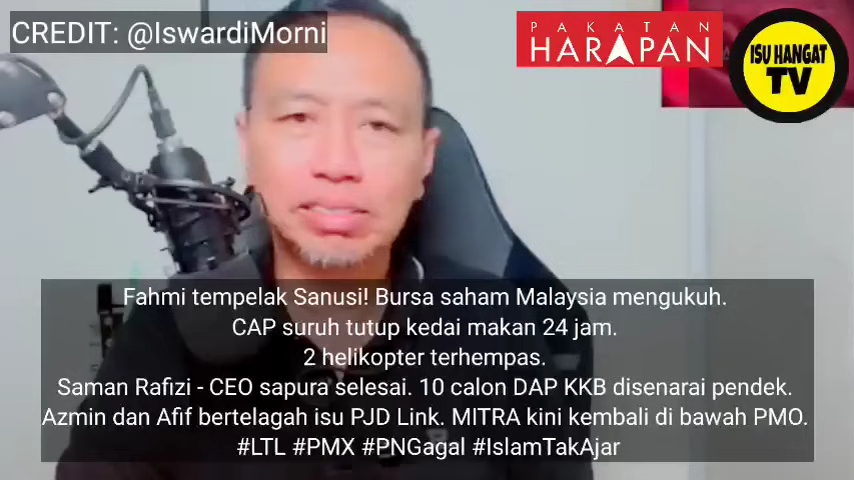 CREDIT: @IswardiMorni
PAKATAN
HARAPAN
ISU HANGAT
TV
Fahmi tempelak Sanusi! Bursa saham Malaysia mengukuh.
CAP suruh tutup kedai makan 24 jam.
2 helikopter terhempas.
Saman Rafizi - CEO sapura selesai. 10 calon DAP KKB disenarai pendek.
Azmin dan Afif bertelagah isu PJD Link. MITRA kini kembali di bawah PMO.
#LTL #PMX #PNGagal #IslamTakAjar